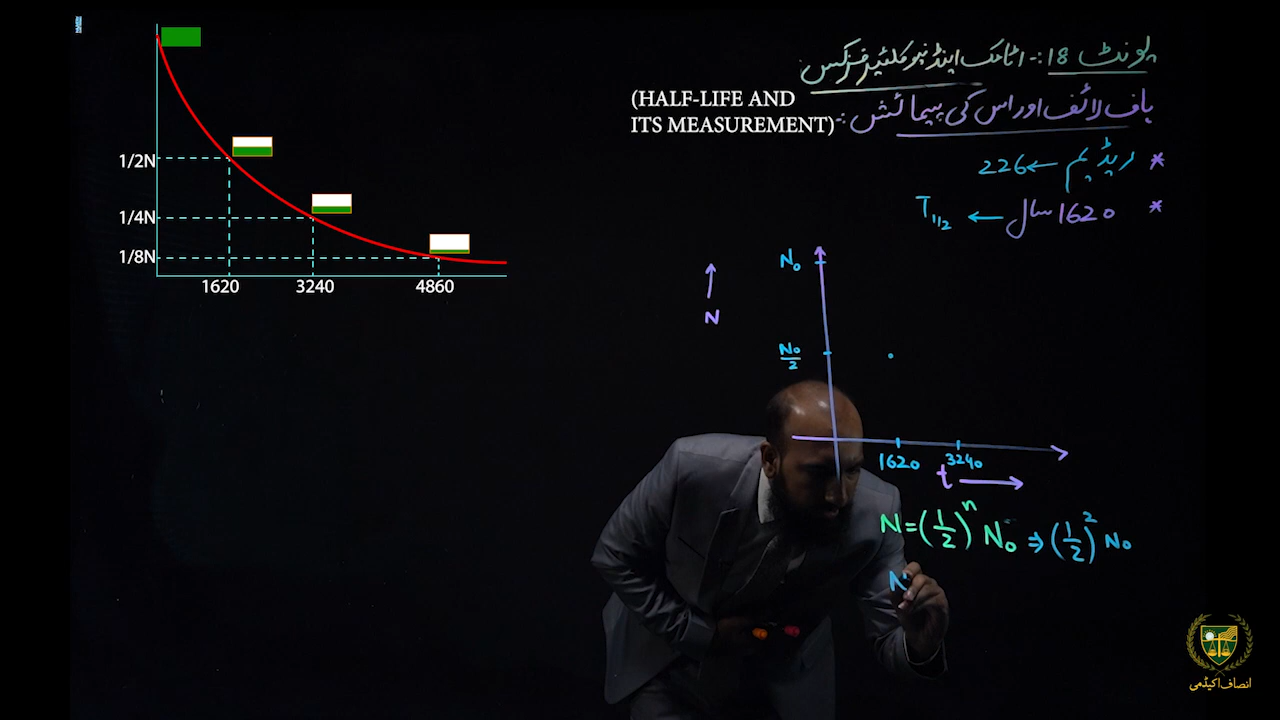 یونٹ 18 :- اٹامک اینڈ نیوکلئیر فزکس
ہاف لائف اور اس کی پیمائش :-
(HALF-LIFE AND
ITS MEASUREMENT)
* ریڈیم → 226
* 1620 سال → T1/2
1/2N
1/4N
1/8N
1620 3240 4860
N₀
↑
N
N₀/2
1620 3240
t →
N = (1/2)ⁿ N₀ ⇒ (1/2)² N₀
N
انصاف اکیڈمی